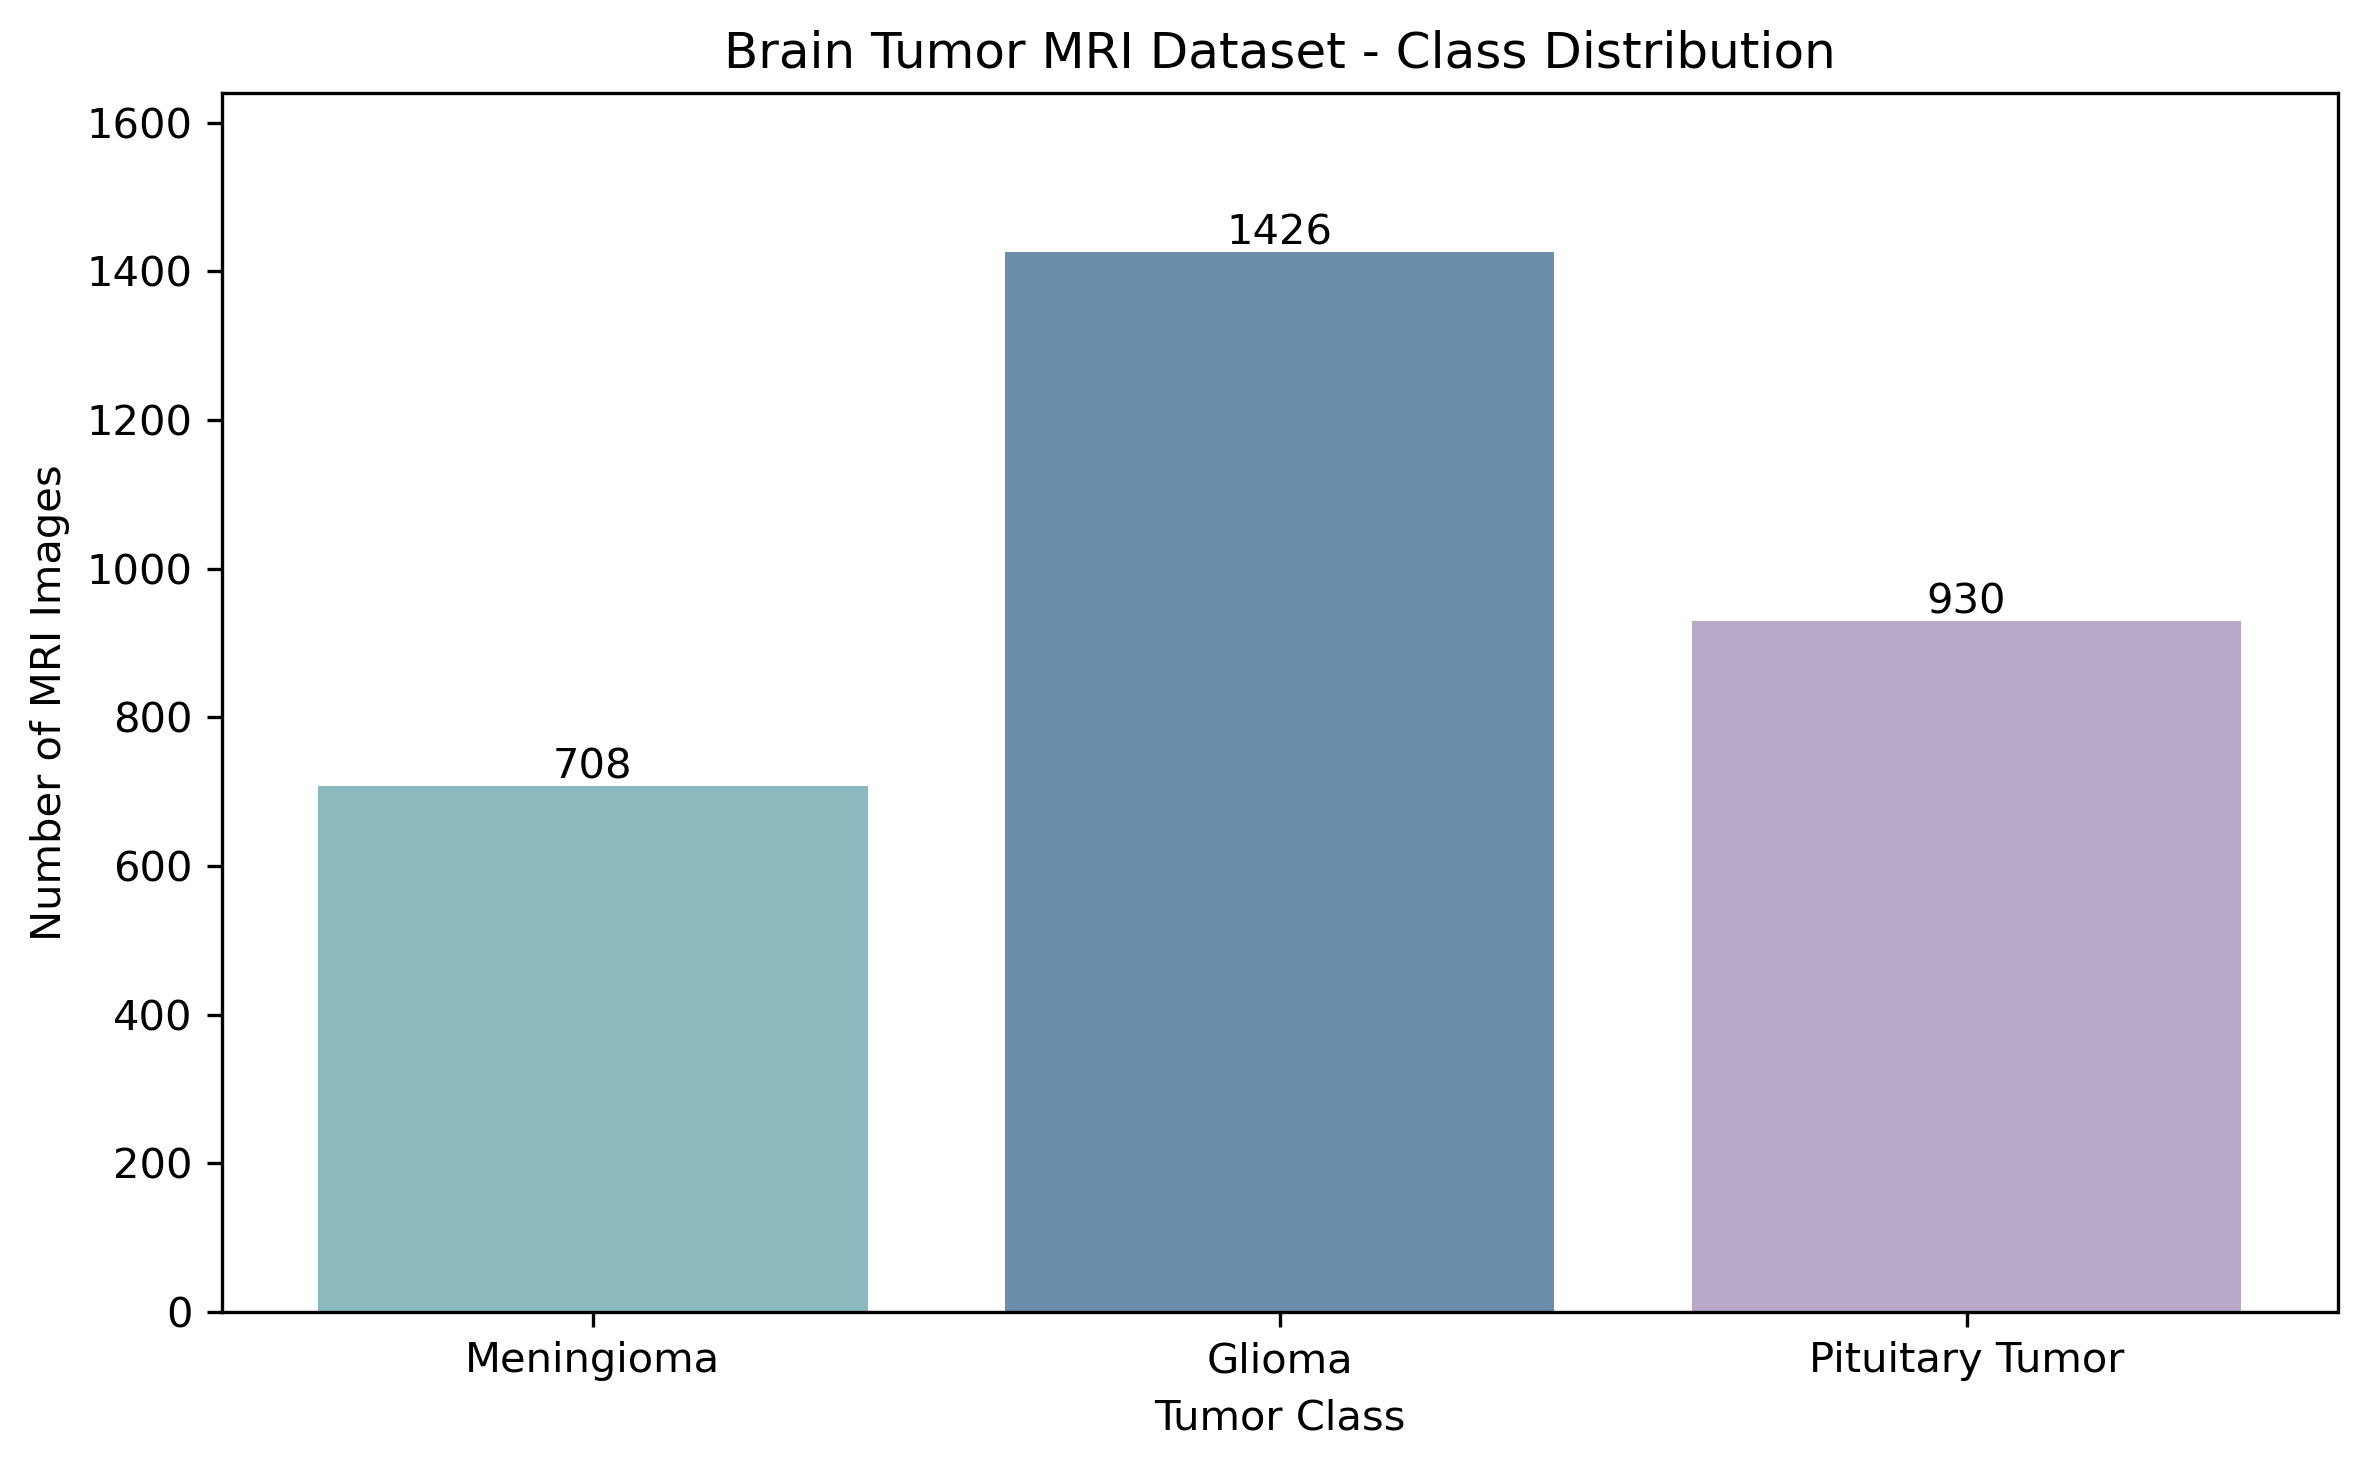 Brain Tumor MRI Dataset - Class Distribution
1600
1400
1200
1000
800
600
400
200
0
Number of MRI Images
708
1426
930
Meningioma
Glioma
Pituitary Tumor
Tumor Class